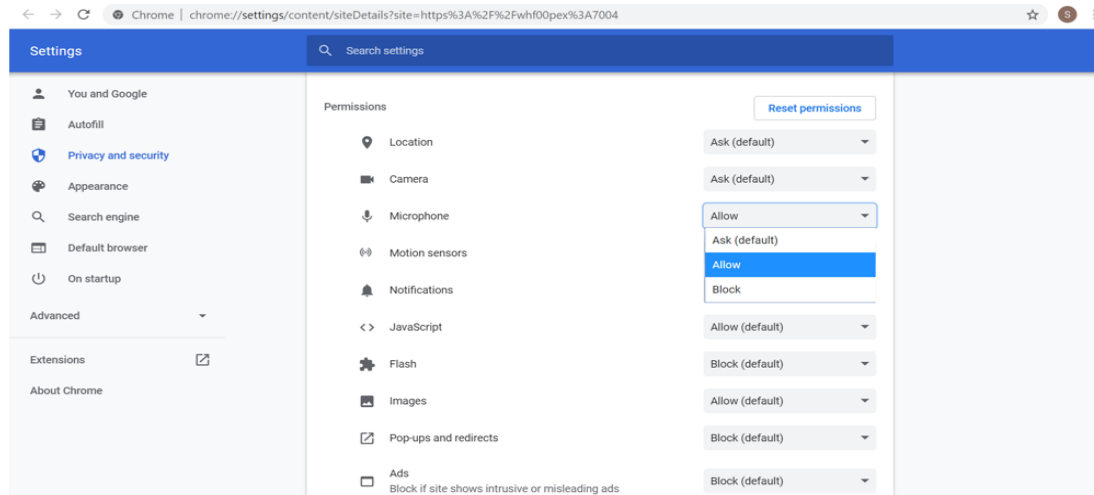 Chrome | chrome://settings/content/siteDetails?site=https%3A%2F%2Fwhf00pex%3A7004
S
Settings
Search settings
You and Google
Autofill
Privacy and security
Appearance
Search engine
Default browser
On startup
Advanced
Extensions
About Chrome
Permissions
Reset permissions
Location Ask (default)
Camera Ask (default)
Microphone Allow
Ask (default)
Allow
Block
Motion sensors
Notifications
JavaScript Allow (default)
Flash Block (default)
Images Allow (default)
Pop-ups and redirects Block (default)
Ads Block (default)
Block if site shows intrusive or misleading ads